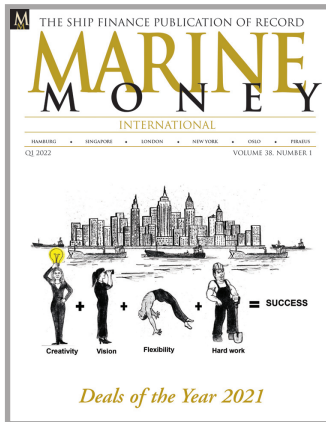 M
THE SHIP FINANCE PUBLICATION OF RECORD
MARINE
MONEY
INTERNATIONAL
HAMBURG • SINGAPORE • LONDON • NEW YORK • OSLO • PIRAEUS
Q1 2022 VOLUME 38, NUMBER 1
+ + + = SUCCESS
Creativity Vision Flexibility Hard work
Deals of the Year 2021